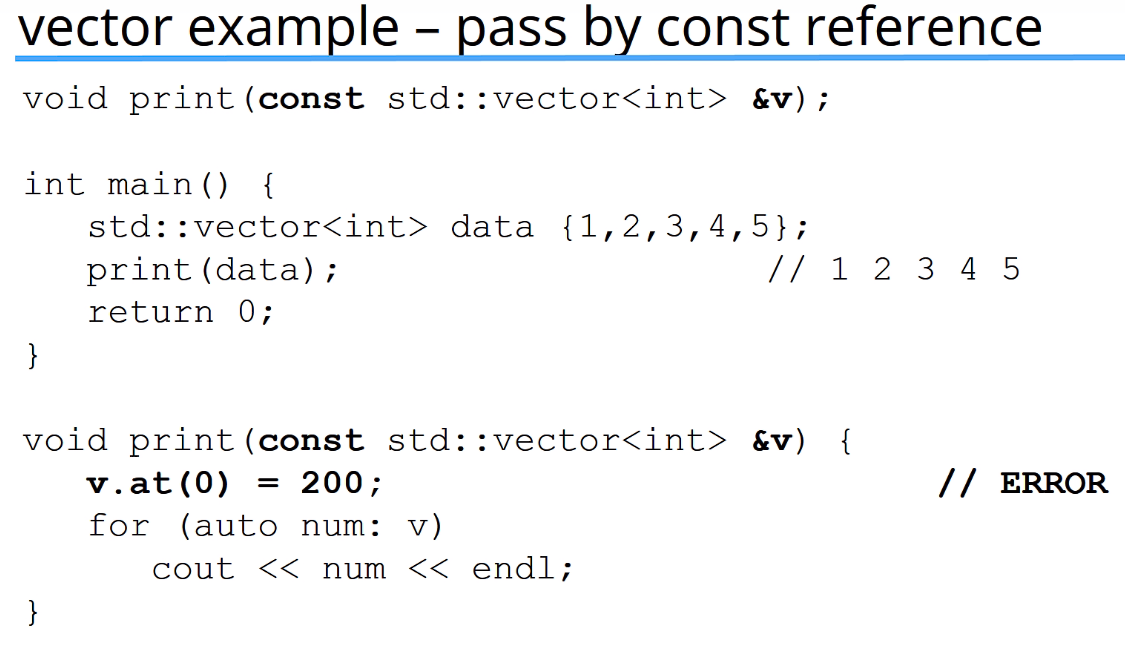 vector example – pass by const reference
void print(const std::vector<int> &v);
int main() {
std::vector<int> data {1,2,3,4,5};
print(data); // 1 2 3 4 5
return 0;
}
void print(const std::vector<int> &v) {
v.at(0) = 200; // ERROR
for (auto num: v)
cout << num << endl;
}